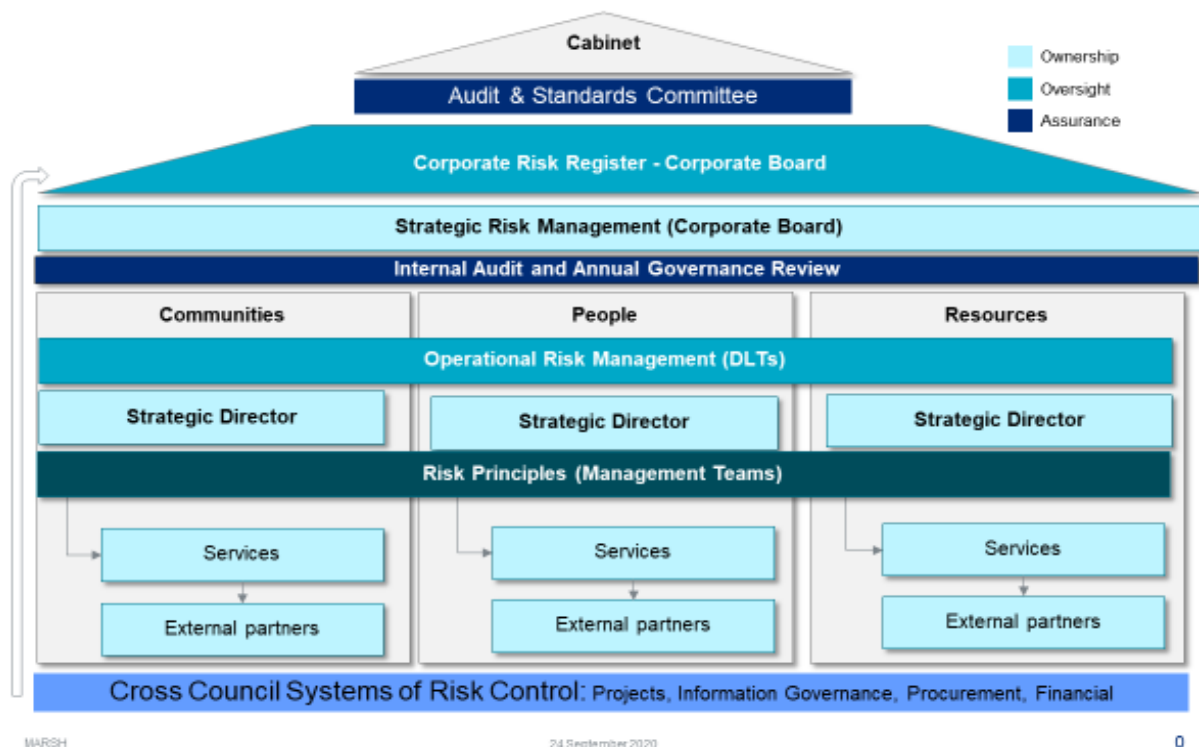 Cabinet
Ownership
Audit & Standards Committee
Oversight
Assurance
Corporate Risk Register - Corporate Board
Strategic Risk Management (Corporate Board)
Internal Audit and Annual Governance Review
Communities
People
Resources
Operational Risk Management (DLTs)
Strategic Director
Strategic Director
Strategic Director
Risk Principles (Management Teams)
Services
Services
Services
External partners
External partners
External partners
Cross Council Systems of Risk Control: Projects, Information Governance, Procurement, Financial
MARSH
24 September 2020
0